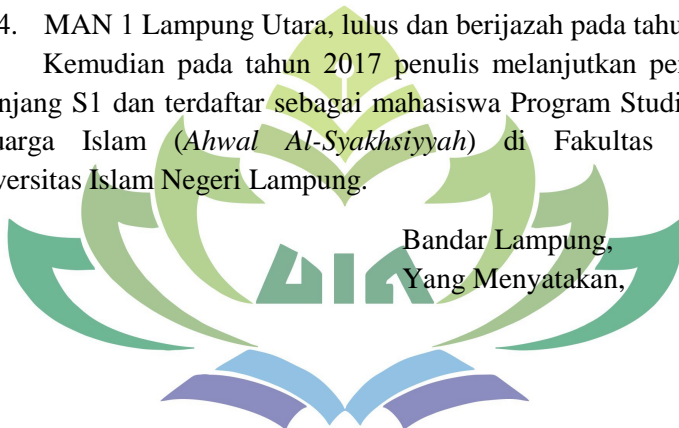 4. MAN 1 Lampung Utara, lulus dan berijazah pada tahu
Kemudian pada tahun 2017 penulis melanjutkan pe
njang S1 dan terdaftar sebagai mahasiswa Program Studi
uarga Islam (Ahwal Al-Syakhsiyyah) di Fakultas
versitas Islam Negeri Lampung.
Bandar Lampung,
Yang Menyatakan,